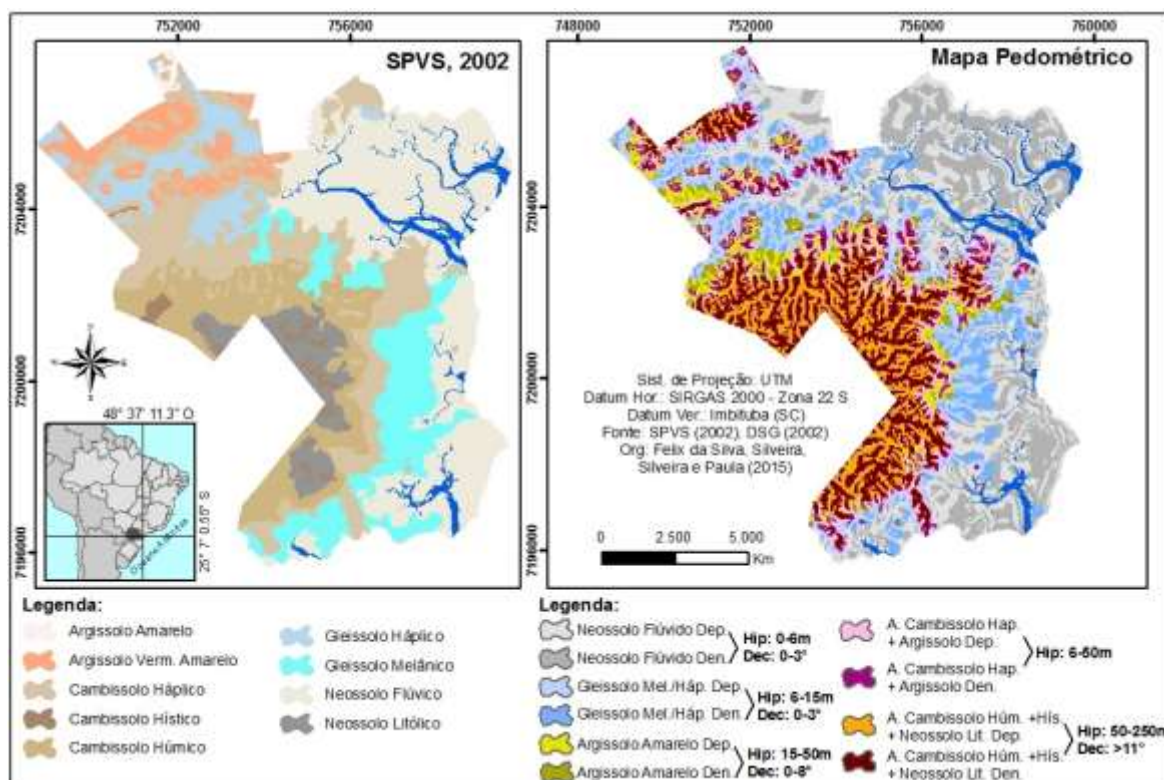 752000 756000
748000 752000 756000 760000
SPVS, 2002
Mapa Pedométrico
7204000
7200000
7196000
7204000
7200000
7196000
48° 37' 11.3" O
25° 7' 0.55" S
Sist. de Projeção: UTM
Datum Hor.: SIRGAS 2000 - Zona 22 S
Datum Ver.: Imbituba (SC)
Fonte: SPVS (2002), DSG (2002)
Org: Felix da Silva, Silveira,
Silveira e Paula (2015)
0 2.500 5.000
Km
Legenda:
Argissolo Amarelo
Argissolo Verm. Amarelo
Cambissolo Háplico
Cambissolo Hístico
Cambissolo Húmico
Gleissolo Háplico
Gleissolo Melânico
Neossolo Flúvico
Neossolo Litólico
Legenda:
Neossolo Flúvido Dep.
Neossolo Flúvido Den.
Hip: 0-6m
Dec: 0-3°
Gleissolo Mel./Háp. Dep.
Gleissolo Mel./Háp. Den.
Hip: 6-15m
Dec: 0-3°
Argissolo Amarelo Dep.
Argissolo Amarelo Den.
Hip: 15-50m
Dec: 0-8°
A. Cambissolo Hap.
+ Argissolo Dep.
A. Cambissolo Hap.
+ Argissolo Den.
Hip: 6-50m
A. Cambissolo Húm. +Hís.
+ Neossolo Lit. Dep.
A. Cambissolo Húm. +Hís.
+ Neossolo Lit. Den.
Hip: 50-250m
Dec: >11°